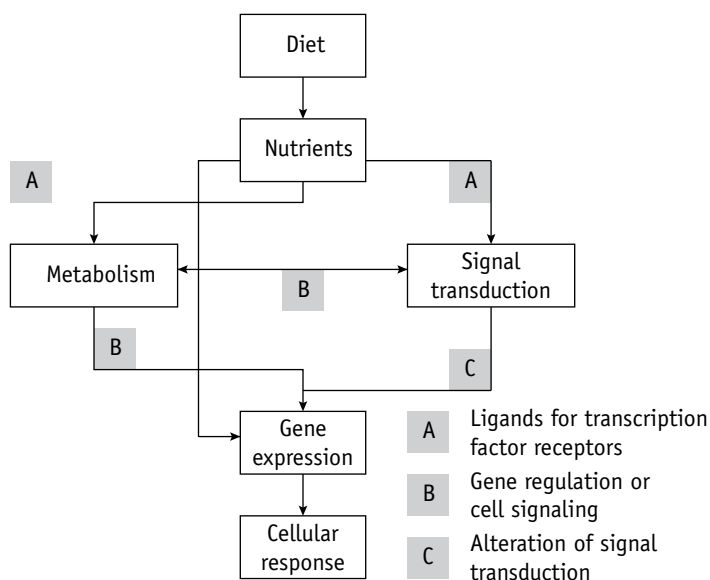 Diet
Nutrients
A
A
Metabolism
Signal
transduction
B
B
C
Gene
expression
Cellular
response
A
Ligands for transcription
factor receptors
B
Gene regulation or
cell signaling
C
Alteration of signal
transduction